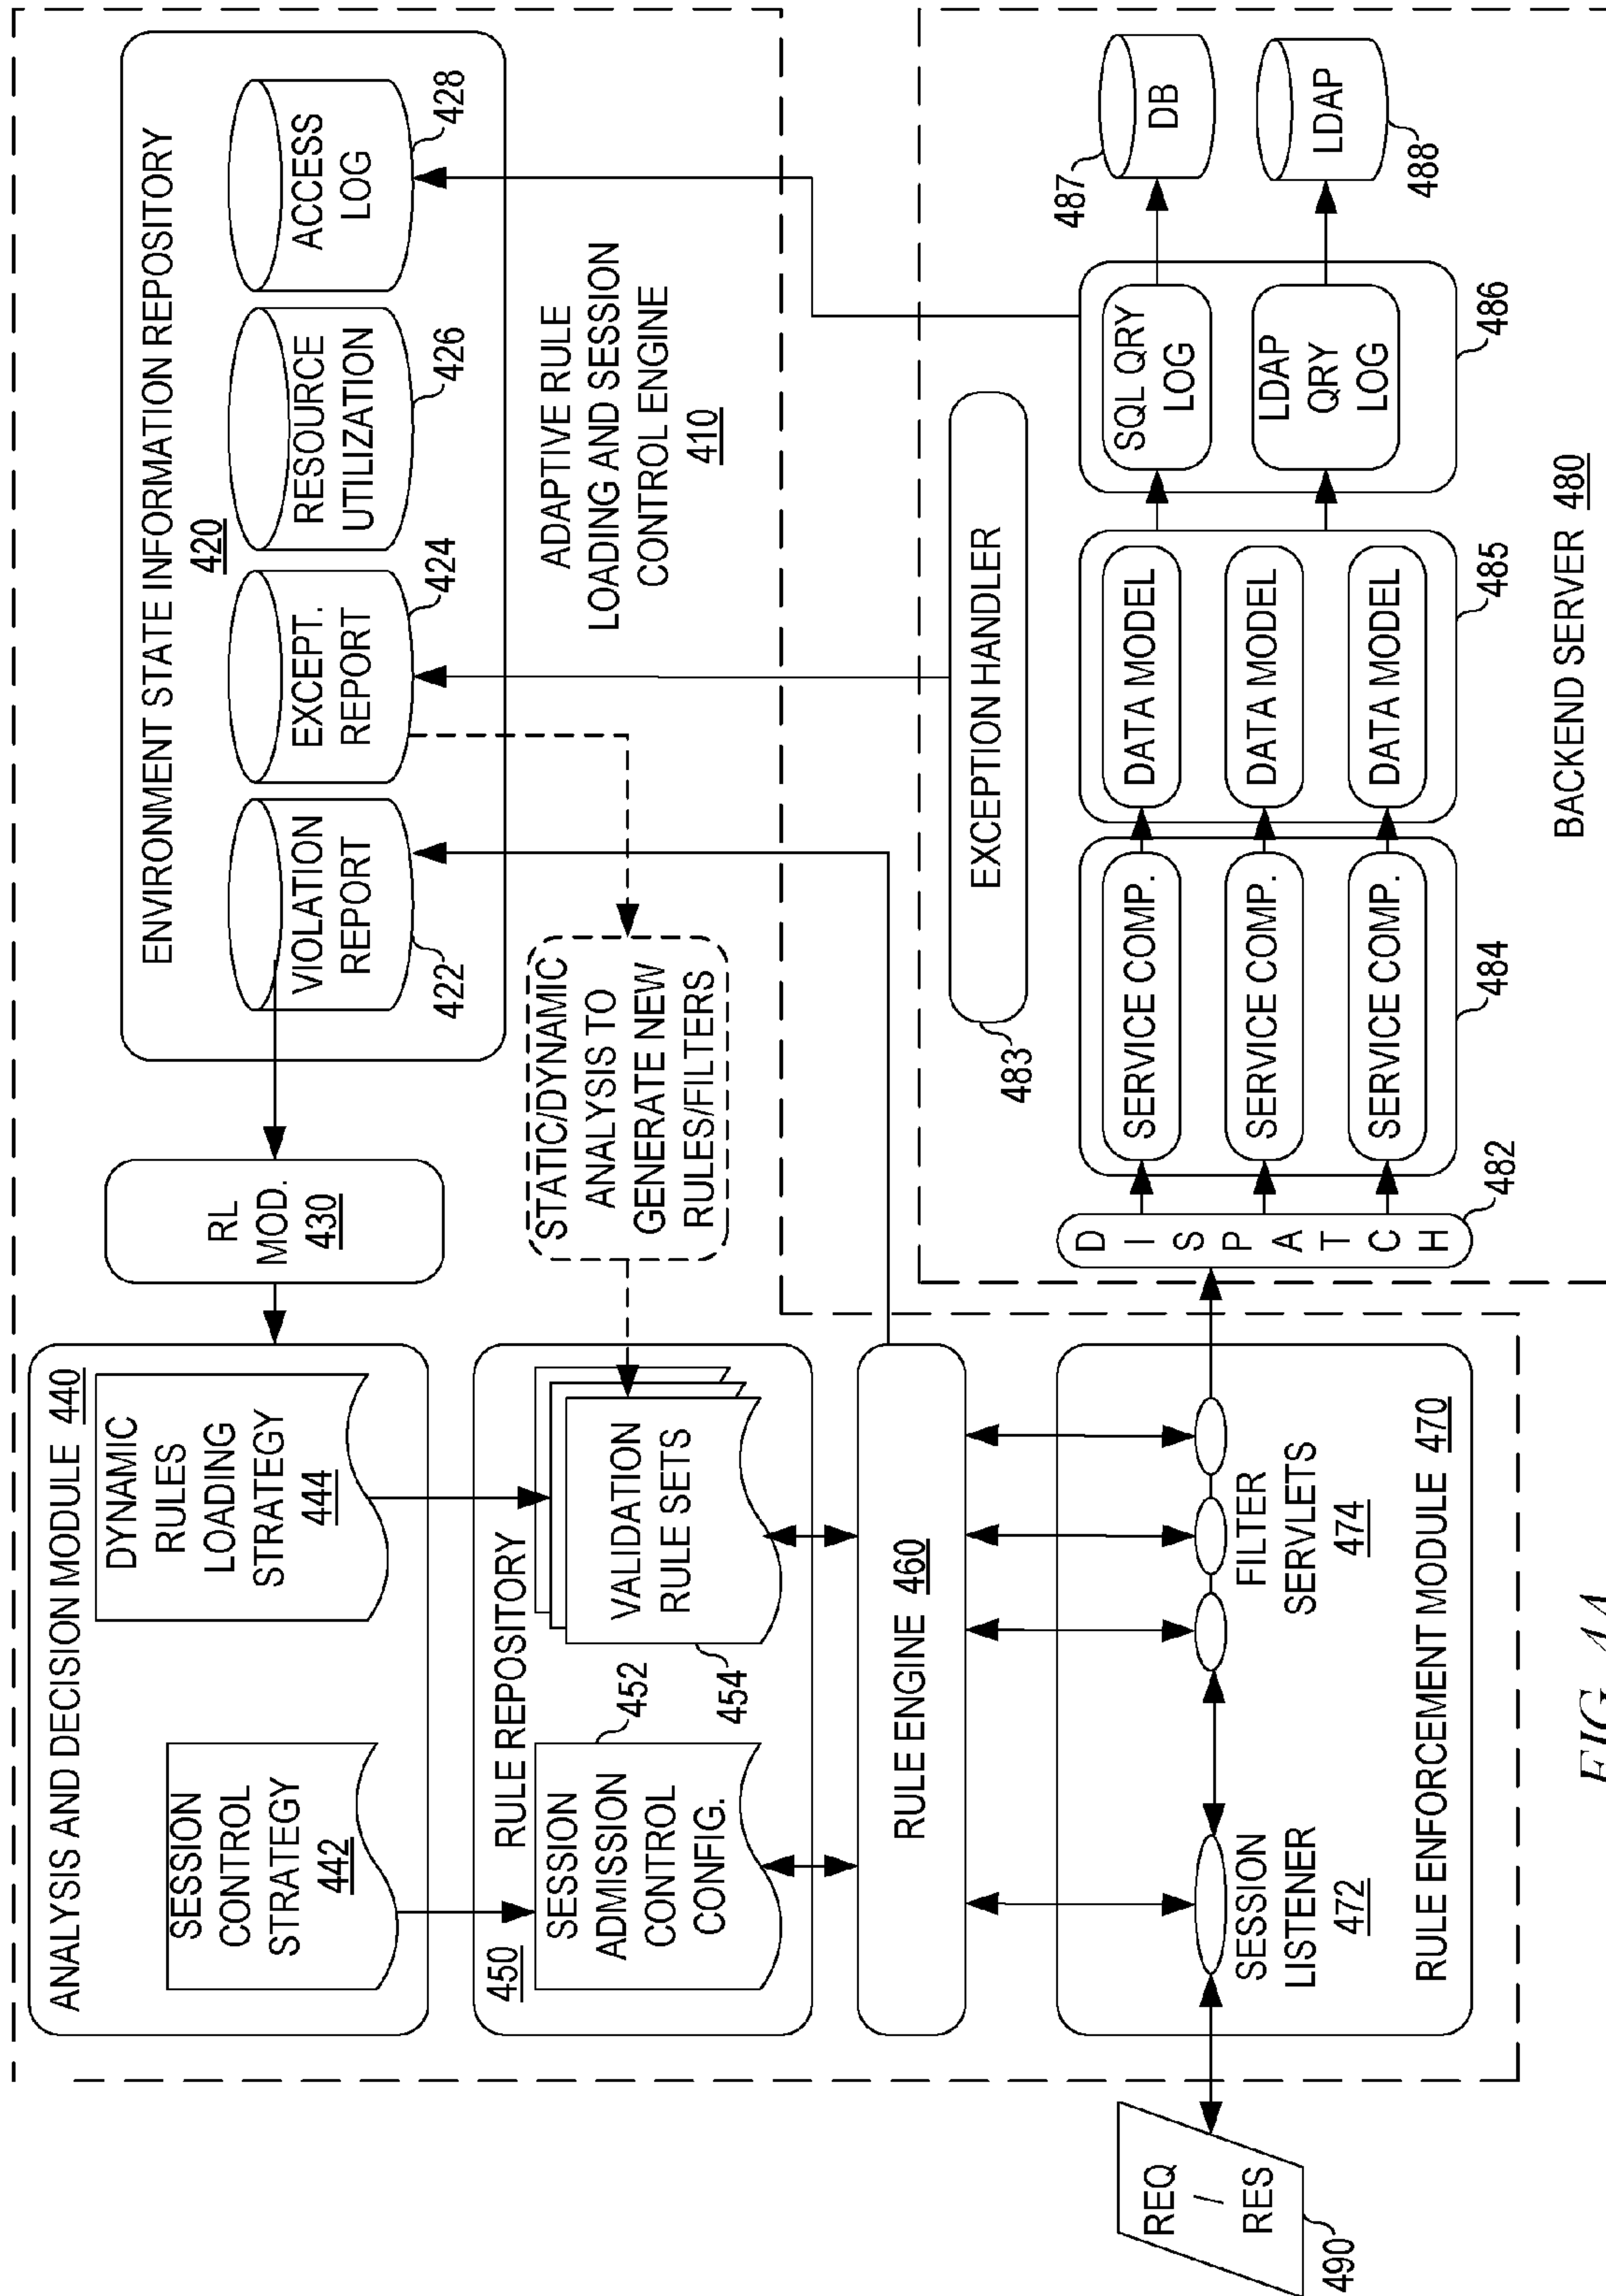 ANALYSIS AND DECISION MODULE 440
SESSION
CONTROL
STRATEGY
442
DYNAMIC
RULES
LOADING
STRATEGY
444
RL
MOD.
430
ENVIRONMENT STATE INFORMATION REPOSITORY
420
VIOLATION
REPORT
422
EXCEPT.
REPORT
424
RESOURCE
UTILIZATION
426
ACCESS
LOG
428
RULE REPOSITORY
450
SESSION
ADMISSION
CONTROL
CONFIG.
452
VALIDATION
RULE SETS
454
STATIC/DYNAMIC
ANALYSIS TO
GENERATE NEW
RULES/FILTERS
ADAPTIVE RULE
LOADING AND SESSION
CONTROL ENGINE
410
RULE ENGINE 460
SESSION
LISTENER
472
FILTER
SERVLETS
474
RULE ENFORCEMENT MODULE 470
REQ
/
RES
490
EXCEPTION HANDLER
483
DISPATCH
482
SERVICE COMP.
SERVICE COMP.
SERVICE COMP.
484
DATA MODEL
DATA MODEL
DATA MODEL
485
SQL QRY
LOG
LDAP
QRY
LOG
486
DB
487
LDAP
488
BACKEND SERVER 480
FIG. 4A